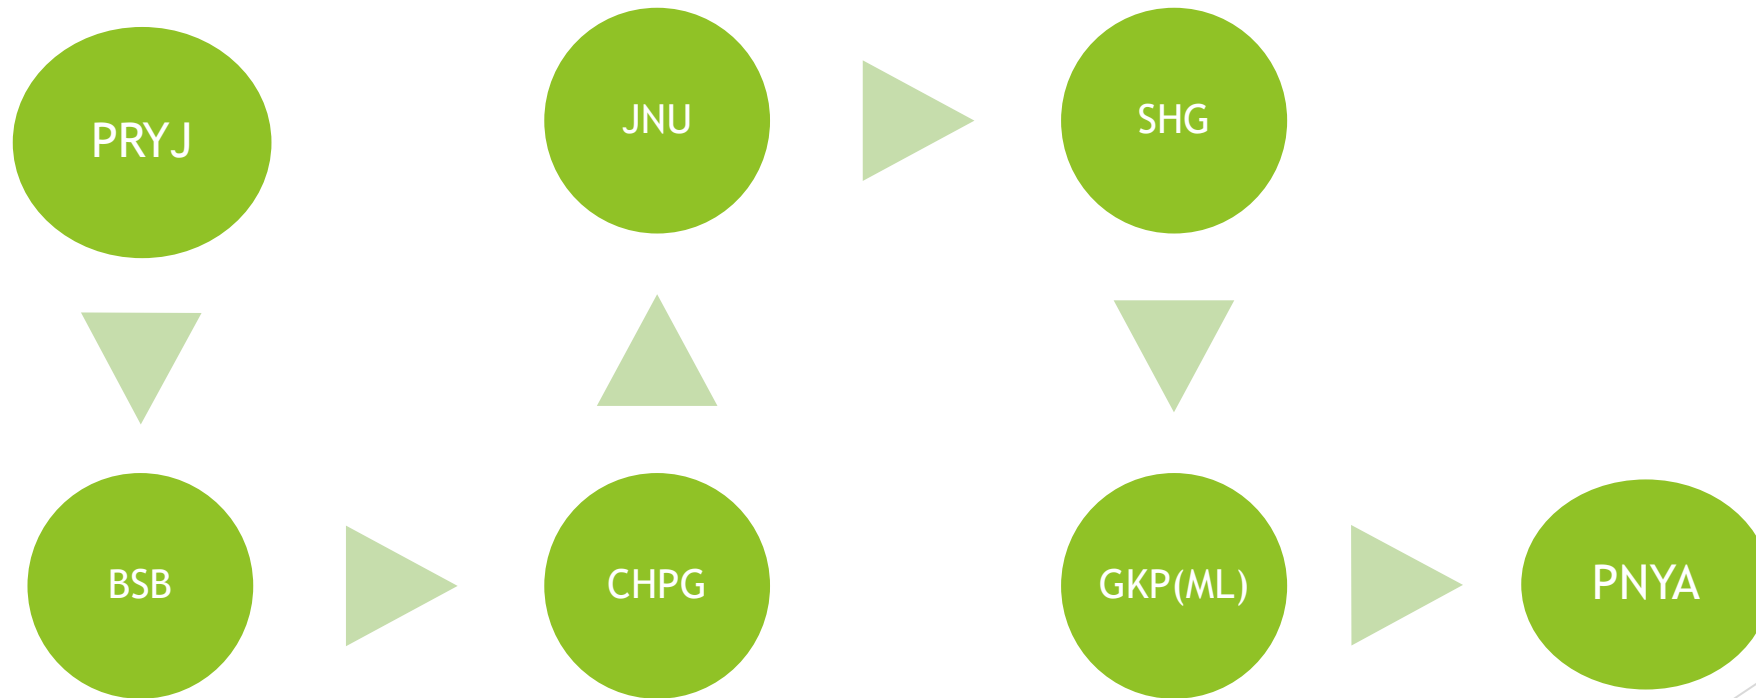 PRYJ
BSB
CHPG
JNU
SHG
GKP(ML)
PNYA